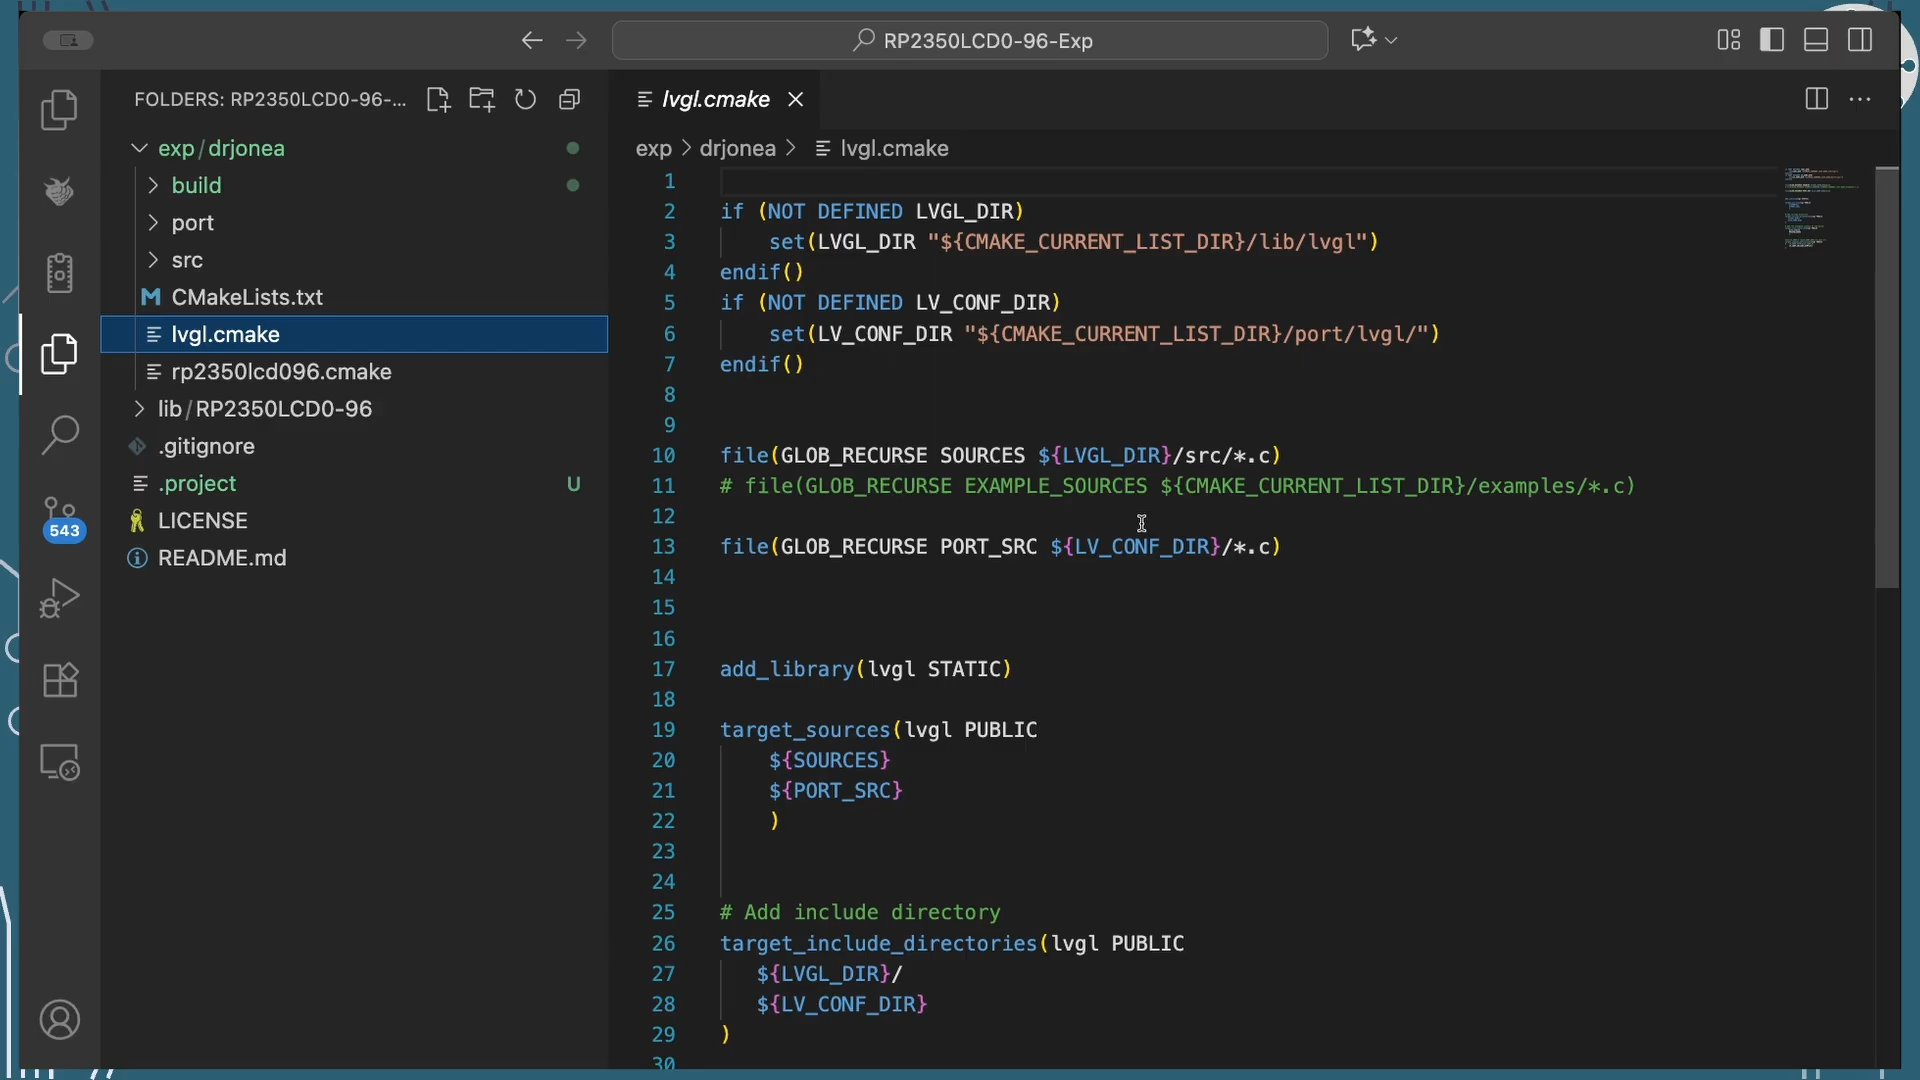 RP2350LCD0-96-Exp
FOLDERS: RP2350LCD0-96-...
exp/drjonea
build
port
src
CMakeLists.txt
lvgl.cmake
rp2350lcd096.cmake
lib/RP2350LCD0-96
.gitignore
.project U
LICENSE
README.md
543
lvgl.cmake
exp > drjonea > lvgl.cmake
1
2 if (NOT DEFINED LVGL_DIR)
3 set(LVGL_DIR "${CMAKE_CURRENT_LIST_DIR}/lib/lvgl")
4 endif()
5 if (NOT DEFINED LV_CONF_DIR)
6 set(LV_CONF_DIR "${CMAKE_CURRENT_LIST_DIR}/port/lvgl/")
7 endif()
8
9
10 file(GLOB_RECURSE SOURCES ${LVGL_DIR}/src/*.c)
11 # file(GLOB_RECURSE EXAMPLE_SOURCES ${CMAKE_CURRENT_LIST_DIR}/examples/*.c)
12
13 file(GLOB_RECURSE PORT_SRC ${LV_CONF_DIR}/*.c)
14
15
16
17 add_library(lvgl STATIC)
18
19 target_sources(lvgl PUBLIC
20 ${SOURCES}
21 ${PORT_SRC}
22 )
23
24
25 # Add include directory
26 target_include_directories(lvgl PUBLIC
27 ${LVGL_DIR}/
28 ${LV_CONF_DIR}
29 )
30